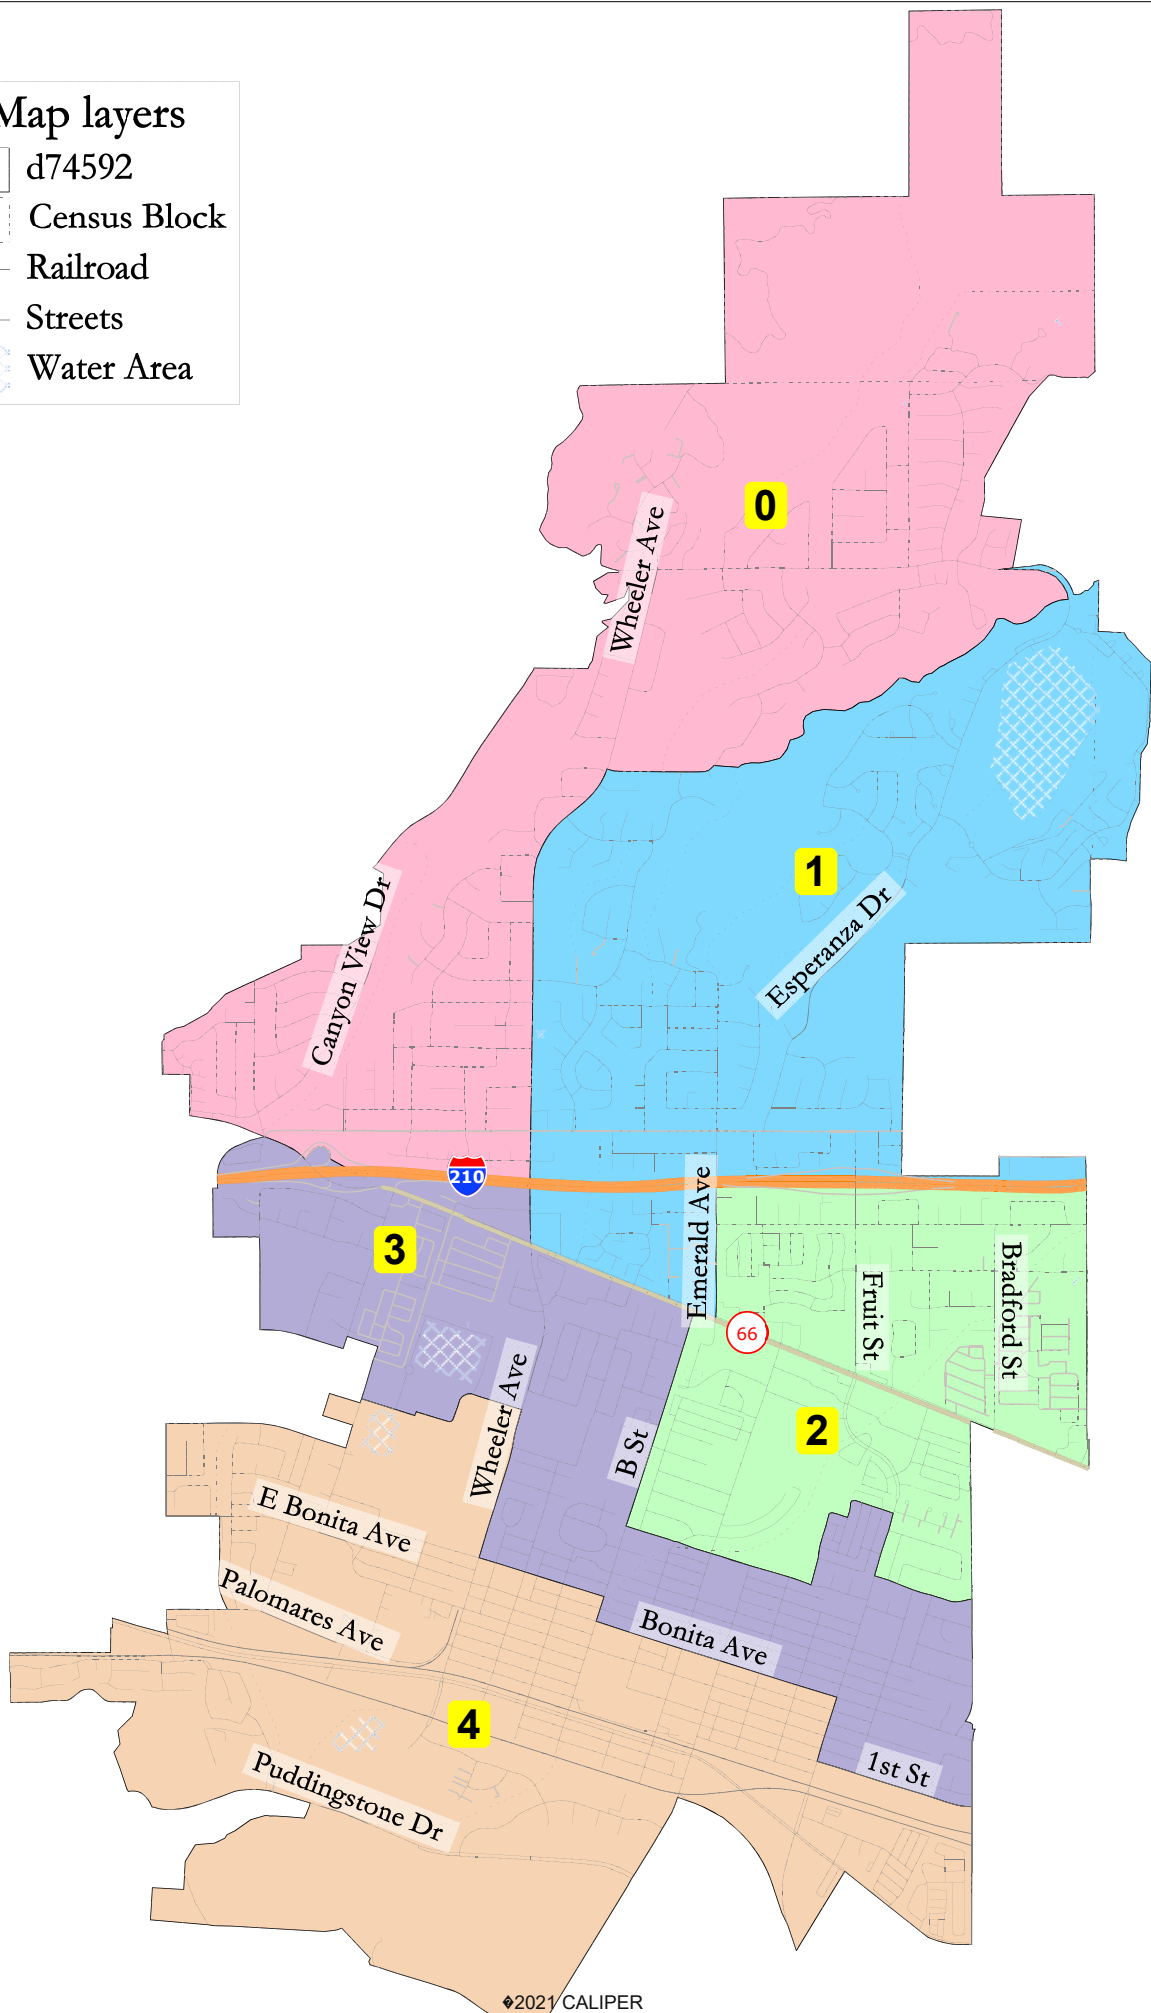 Map layers
d74592
Census Block
Railroad
Streets
Water Area
0
Wheeler Ave
1
Canyon View Dr
Esperanza Dr
210
Emerald Ave
3
Fruit St
Bradford St
66
Wheeler Ave
B St
2
E Bonita Ave
Palomares Ave
Bonita Ave
4
1st St
Puddingstone Dr
�2021 CALIPER